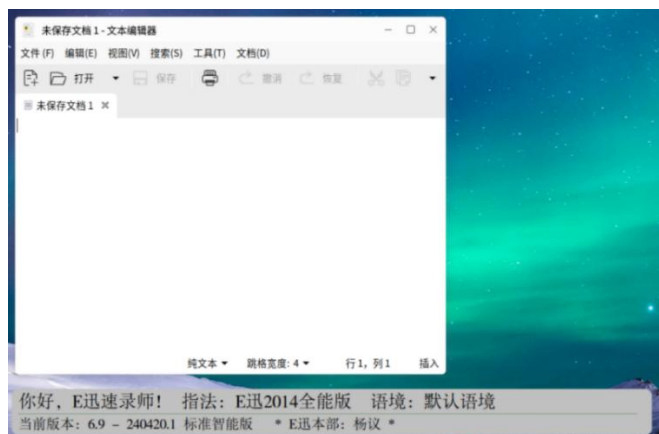 未保存文档 1 - 文本编辑器
文件(F) 编辑(E) 视图(V) 搜索(S) 工具(T) 文档(D)
打开 保存 撤消 恢复
未保存文档 1
纯文本 跳格宽度: 4 行 1, 列 1 插入
你好,E迅速录师! 指法:E迅2014全能版 语境:默认语境
当前版本:6.9 - 240420.1 标准智能版 * E迅本部:杨议 *